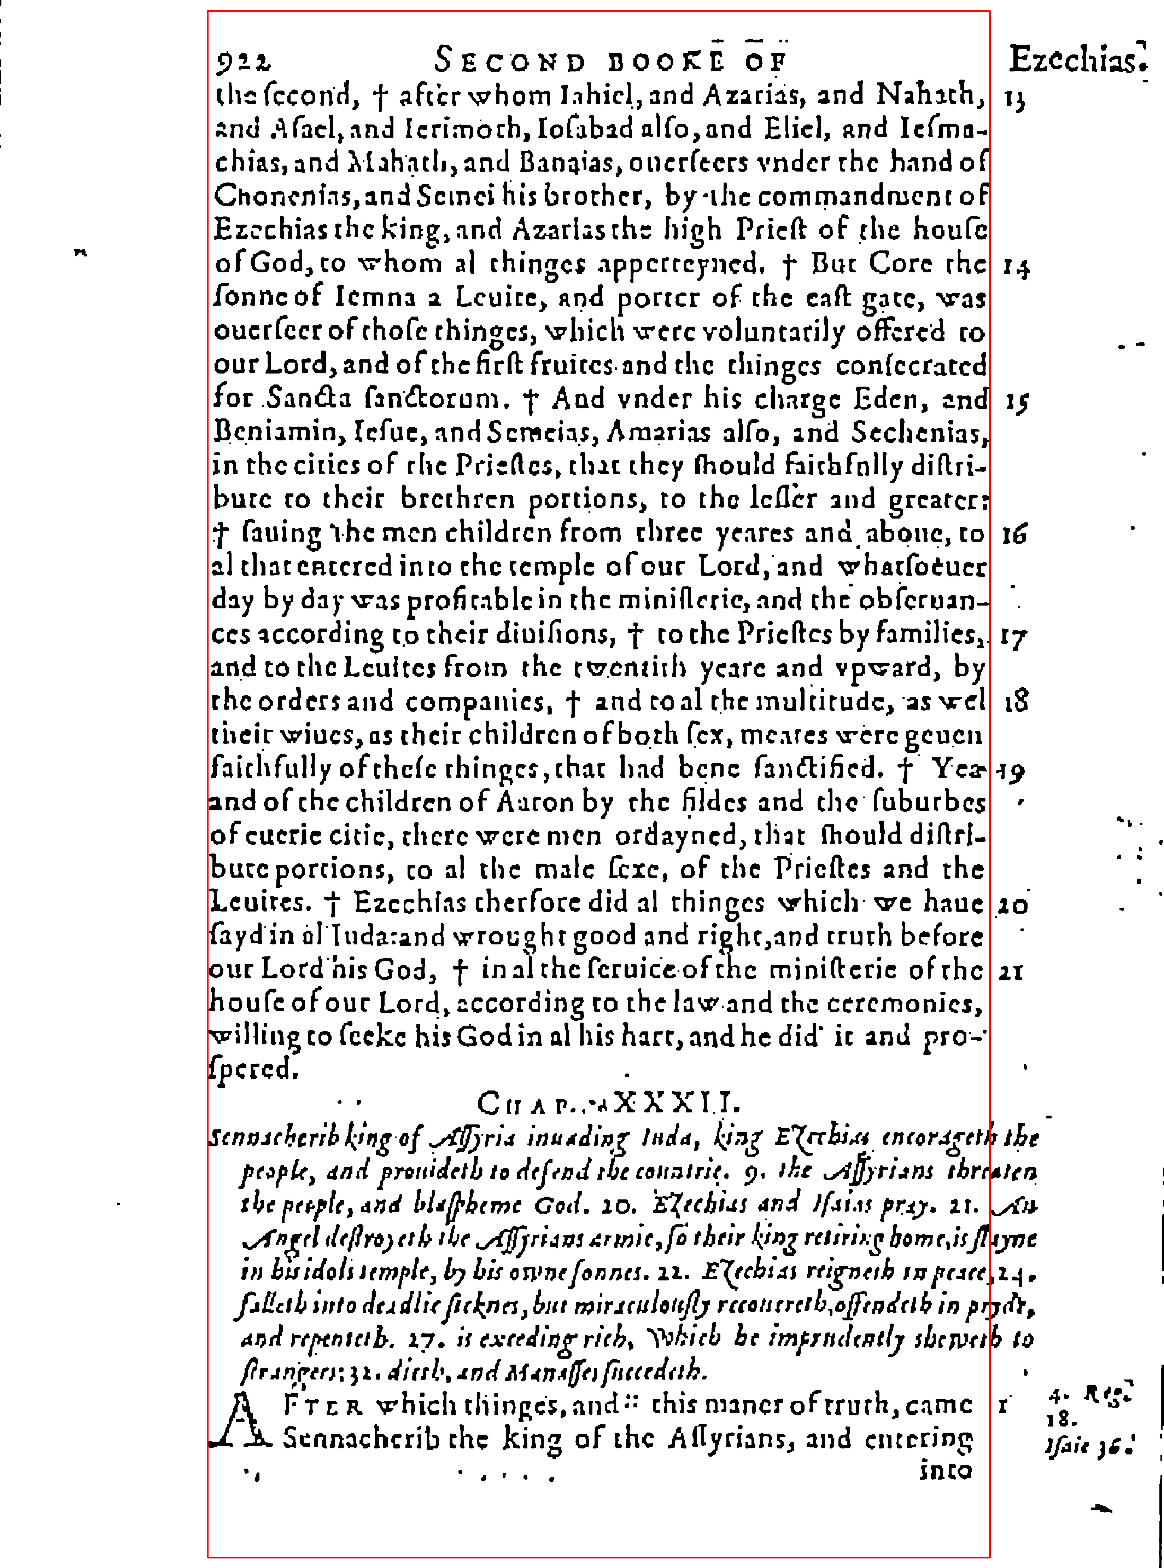 922 SECOND BOOKE OF Ezechias.
the second, † after whom Iahiel, and Azarias, and Nahath, 13
and Asael, and Ierimoth, Iosabad also, and Eliel, and Iesma-
chias, and Mahath, and Banaias, ouerseers vnder the hand of
Chonenias, and Semei his brother, by the commandment of
Ezechias the king, and Azarias the high Priest of the house
of God, to whom al thinges apperteyned. † But Core the 14
sonne of Iemna a Leuite, and porter of the east gate, was
ouerseer of those thinges, which were voluntarily offered to
our Lord, and of the first fruites and the thinges consecrated
for Sancta sanctorum. † And vnder his charge Eden, and 15
Beniamin, Iesue, and Semeias, Amarias also, and Sechenias,
in the cities of the Priestes, that they should faithfully distri-
bute to their brethren portions, to the lesser and greater:
† sauing the men children from three yeares and aboue, to 16
al that entered into the temple of our Lord, and whatsoeuer
day by day was profitable in the ministerie, and the obseruan-
ces according to their diuisions, † to the Priestes by families, 17
and to the Leuites from the twentith yeare and vpward, by
the orders and companies, † and to al the multitude, as wel 18
their wiues, as their children of both sex, meates were geuen
faithfully of these thinges, that had bene sanctified. † Yea 19
and of the children of Aaron by the fildes and the suburbes
of euerie citie, there were men ordayned, that should distri-
bute portions, to al the male sexe, of the Priestes and the
Leuites. † Ezechias therfore did al thinges which we haue 20
sayd in al Iuda: and wrought good and right, and truth before
our Lord his God, † in al the seruice of the ministerie of the 21
house of our Lord, according to the law and the ceremonies,
willing to seeke his God in al his hart, and he did it and pro-
spered.
CHAP. XXXII.
Sennacherib king of Assyria inuading Iuda, king Ezechias encorageth the
people, and prouideth to defend the countrie. 9. the Assyrians threaten
the people, and blaspheme God. 20. Ezechias and Isaias pray. 21. An
Angel destroyeth the Assyrians armie, so their king retiring home, is slayne
in his idols temple, by his owne sonnes. 22. Ezechias reigneth in peace, 24.
falleth into deadlie sicknes, but miraculously recouereth, offendeth in pryde,
and repenteth. 27. is exceding rich, Which he imprudently sheweth to
strangers: 32. dieth, and Manasses succedeth.
AFTER which thinges, and :: this maner of truth, came 1 4. Reg.
18.
Sennacherib the king of the Assyrians, and entering Isaie 36.
into